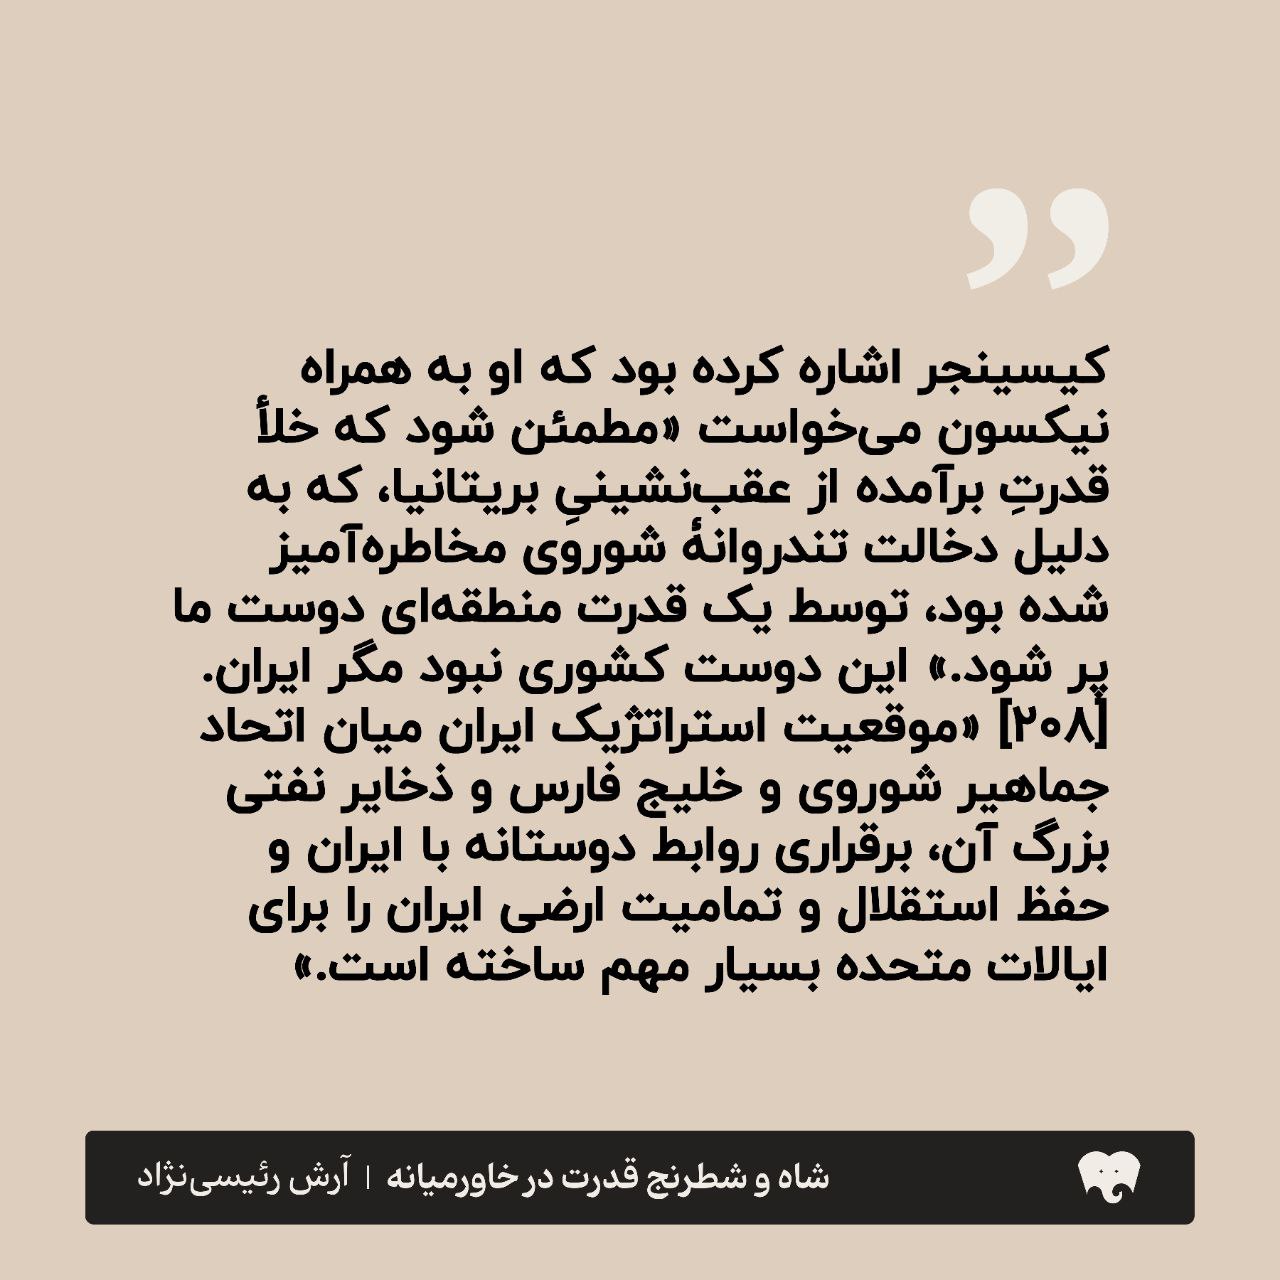 کیسینجر اشاره کرده بود که او به همراه
نیکسون می‌خواست «مطمئن شود که خلأ
قدرتِ برآمده از عقب‌نشینیِ بریتانیا، که به
دلیل دخالت تندروانهٔ شوروی مخاطره‌آمیز
شده بود، توسط یک قدرت منطقه‌ای دوست ما
پر شود.» این دوست کشوری نبود مگر ایران.
[۲۰۸] «موقعیت استراتژیک ایران میان اتحاد
جماهیر شوروی و خلیج فارس و ذخایر نفتی
بزرگ آن، برقراری روابط دوستانه با ایران و
حفظ استقلال و تمامیت ارضی ایران را برای
ایالات متحده بسیار مهم ساخته است.»
شاه و شطرنج قدرت در خاورمیانه | آرش رئیسی‌نژاد